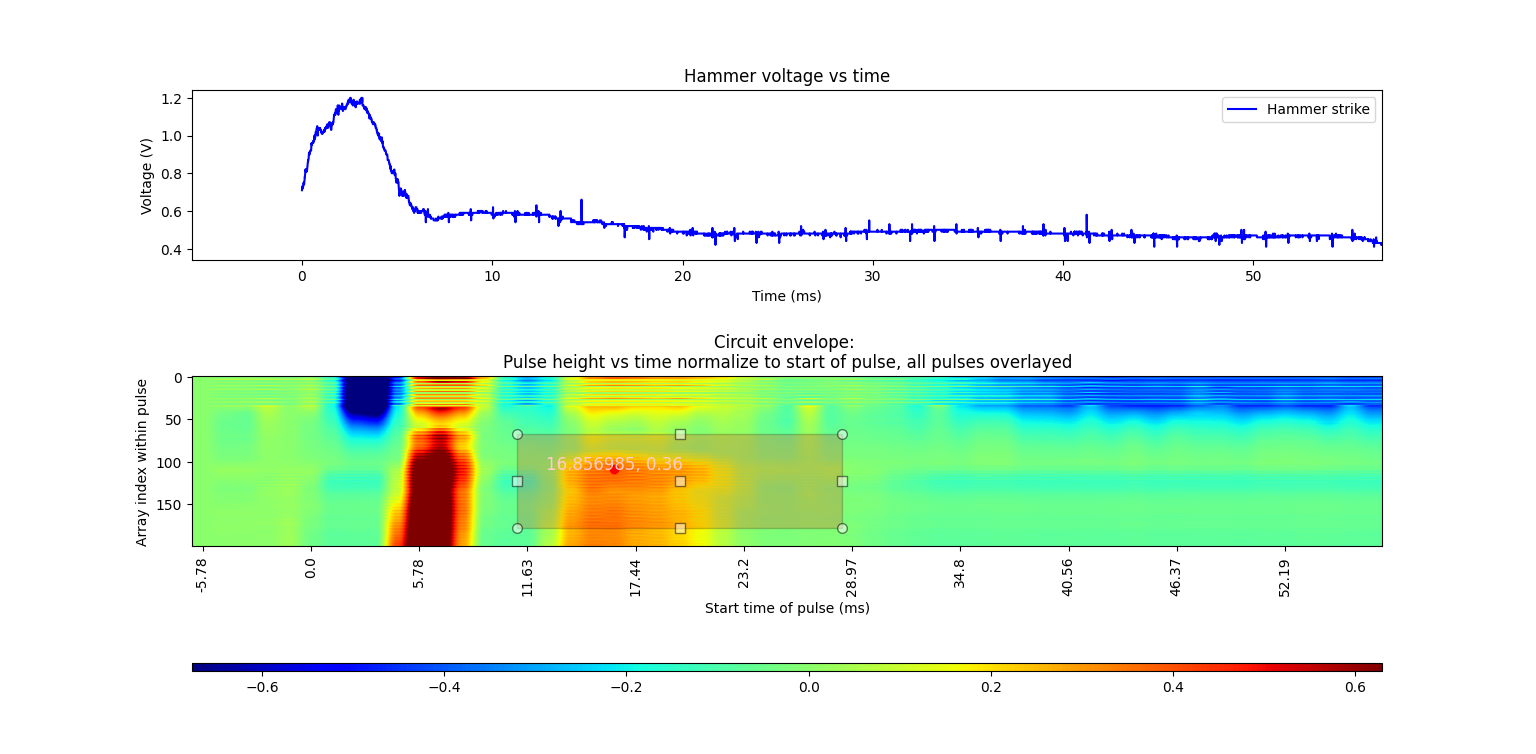 Hammer voltage vs time
1.2
1.0
0.8
0.6
0.4
Voltage (V)
Hammer strike
0 10 20 30 40 50
Time (ms)
Circuit envelope:
Pulse height vs time normalize to start of pulse, all pulses overlayed
0
50
100
150
Array index within pulse
16.856985, 0.36
-5.78 0.0 5.78 11.63 17.44 23.2 28.97 34.8 40.56 46.37 52.19
Start time of pulse (ms)
−0.6 −0.4 −0.2 0.0 0.2 0.4 0.6